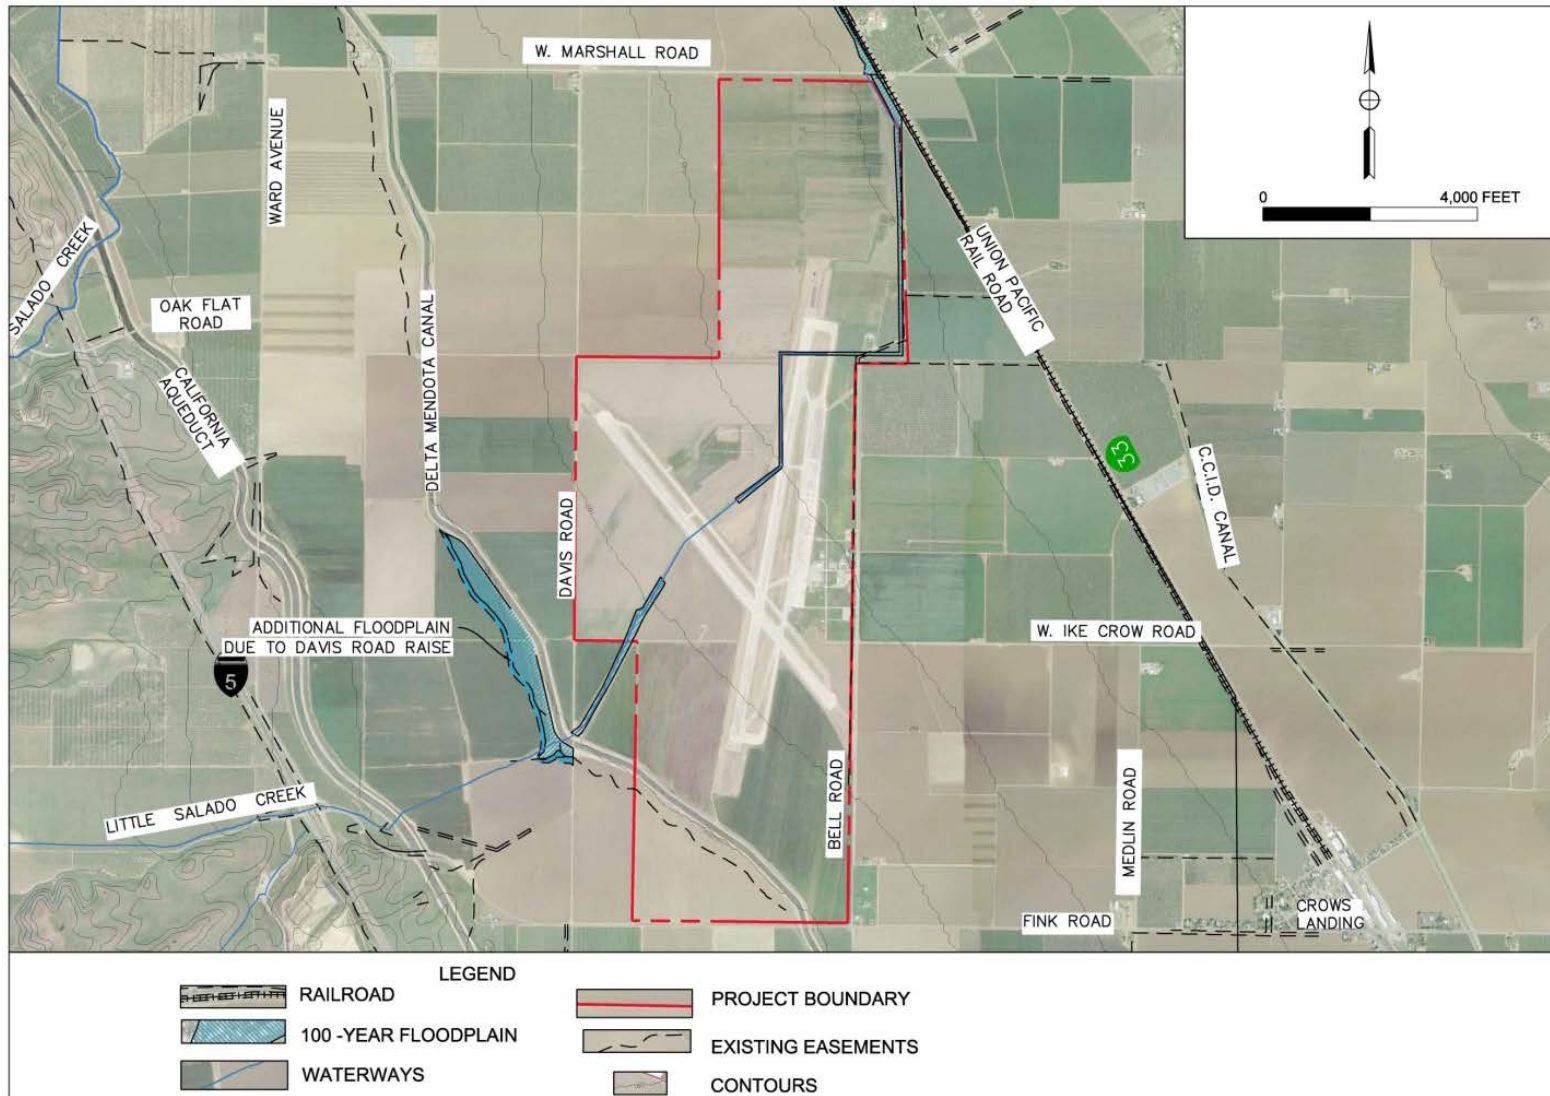 W. MARSHALL ROAD
0
4,000 FEET
WARD AVENUE
SALADO CREEK
OAK FLAT
ROAD
UNION PACIFIC
RAIL ROAD
CALIFORNIA
AQUEDUCT
DELTA MENDOTA CANAL
33
C.C.I.D. CANAL
DAVIS ROAD
ADDITIONAL FLOODPLAIN
DUE TO DAVIS ROAD RAISE
W. IKE CROW ROAD
5
LITTLE SALADO CREEK
BELL ROAD
MEDLIN ROAD
CROWS
LANDING
FINK ROAD
LEGEND
RAILROAD
100 -YEAR FLOODPLAIN
WATERWAYS
PROJECT BOUNDARY
EXISTING EASEMENTS
CONTOURS